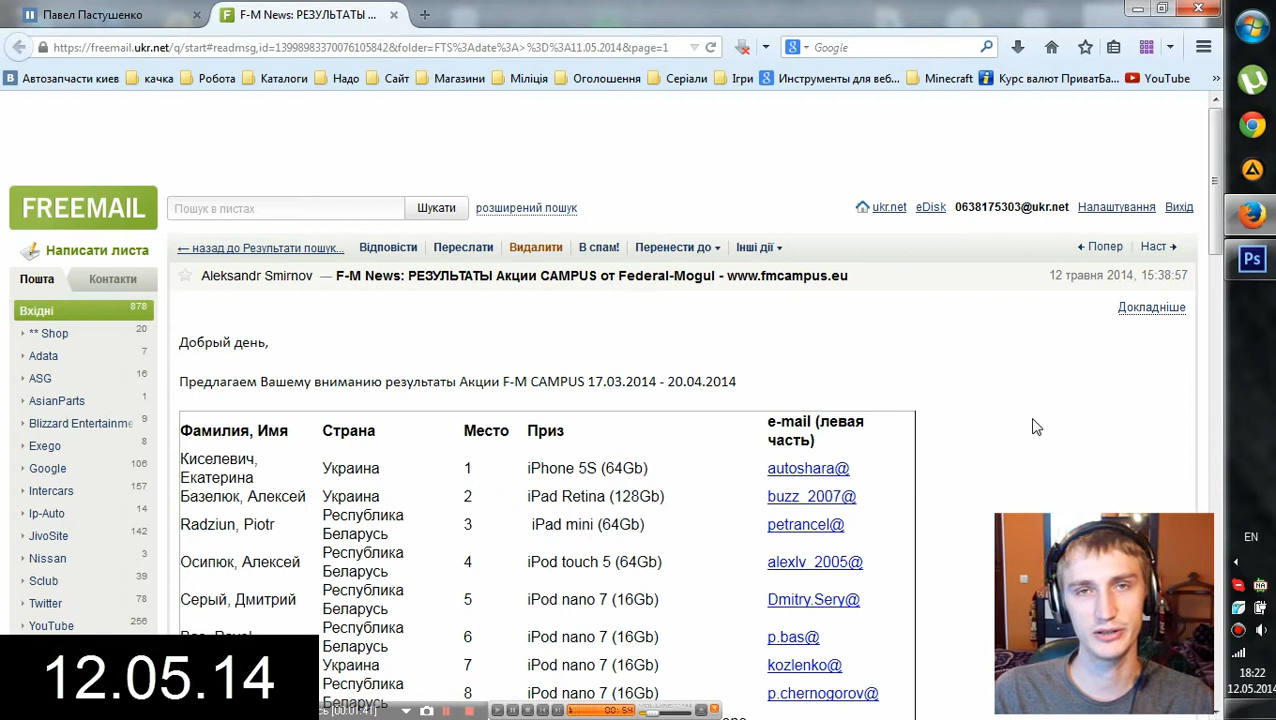 Павел Пастушенко
F-M News: РЕЗУЛЬТАТЫ ...
https://freemail.ukr.net/q/start#readmsg,id=13998963370076105842&folder=FTS%3Adate%3A>%3D%3A11.05.2014&page=1
Google
Автозапчасти киев качка Робота Каталоги Надо Сайт Магазини Міліція Оголошення Серіали Ігри Инструменты для веб... Minecraft Курс валют ПриватБа... YouTube »
FREEMAIL Пошук в листах Шукати розширений пошук ukr.net eDisk 0638175303@ukr.net Налаштування Вихід
Написати листа ← назад до Результати пошук... Відповісти Переслати Видалити В спам! Перенести до Інші дії Попер Наст
Пошта Контакти
Aleksandr Smirnov — F-M News: РЕЗУЛЬТАТЫ Акции CAMPUS от Federal-Mogul - www.fmcampus.eu 12 травня 2014, 15:38:57
Докладніше
Вхідні 878
** Shop 20
Adata 7
ASG 16
AsianParts 1
Blizzard Entertainme 9
Exego 8
Google 106
Intercars 157
Ip-Auto 14
JivoSite 142
Nissan 3
Sclub 39
Twitter 78
YouTube 256
Добрый день,
Предлагаем Вашему вниманию результаты Акции F-M CAMPUS 17.03.2014 - 20.04.2014
Фамилия, Имя Страна Место Приз e-mail (левая
часть)
Киселевич,
Екатерина Украина 1 iPhone 5S (64Gb) autoshara@
Базелюк, Алексей Украина 2 iPad Retina (128Gb) buzz_2007@
Radziun, Piotr Республика
Беларусь 3 iPad mini (64Gb) petrancel@
Осипюк, Алексей Республика
Беларусь 4 iPod touch 5 (64Gb) alexlv_2005@
Серый, Дмитрий Республика
Беларусь 5 iPod nano 7 (16Gb) Dmitry.Sery@
Республика
Беларусь 6 iPod nano 7 (16Gb) p.bas@
Украина 7 iPod nano 7 (16Gb) kozlenko@
Республика
Беларусь 8 iPod nano 7 (16Gb) p.chernogorov@
12.05.14
Ps
EN
18:22
12.05.2014